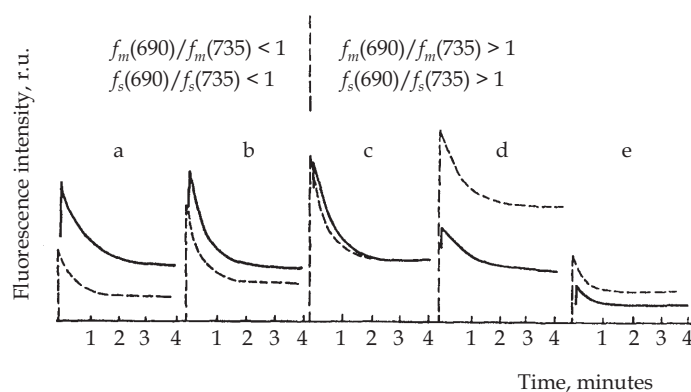 f_m(690)/f_m(735) < 1
f_s(690)/f_s(735) < 1
f_m(690)/f_m(735) > 1
f_s(690)/f_s(735) > 1
Fluorescence intensity, r.u.
a b c d e
1 2 3 4 1 2 3 4 1 2 3 4 1 2 3 4 1 2 3 4
Time, minutes